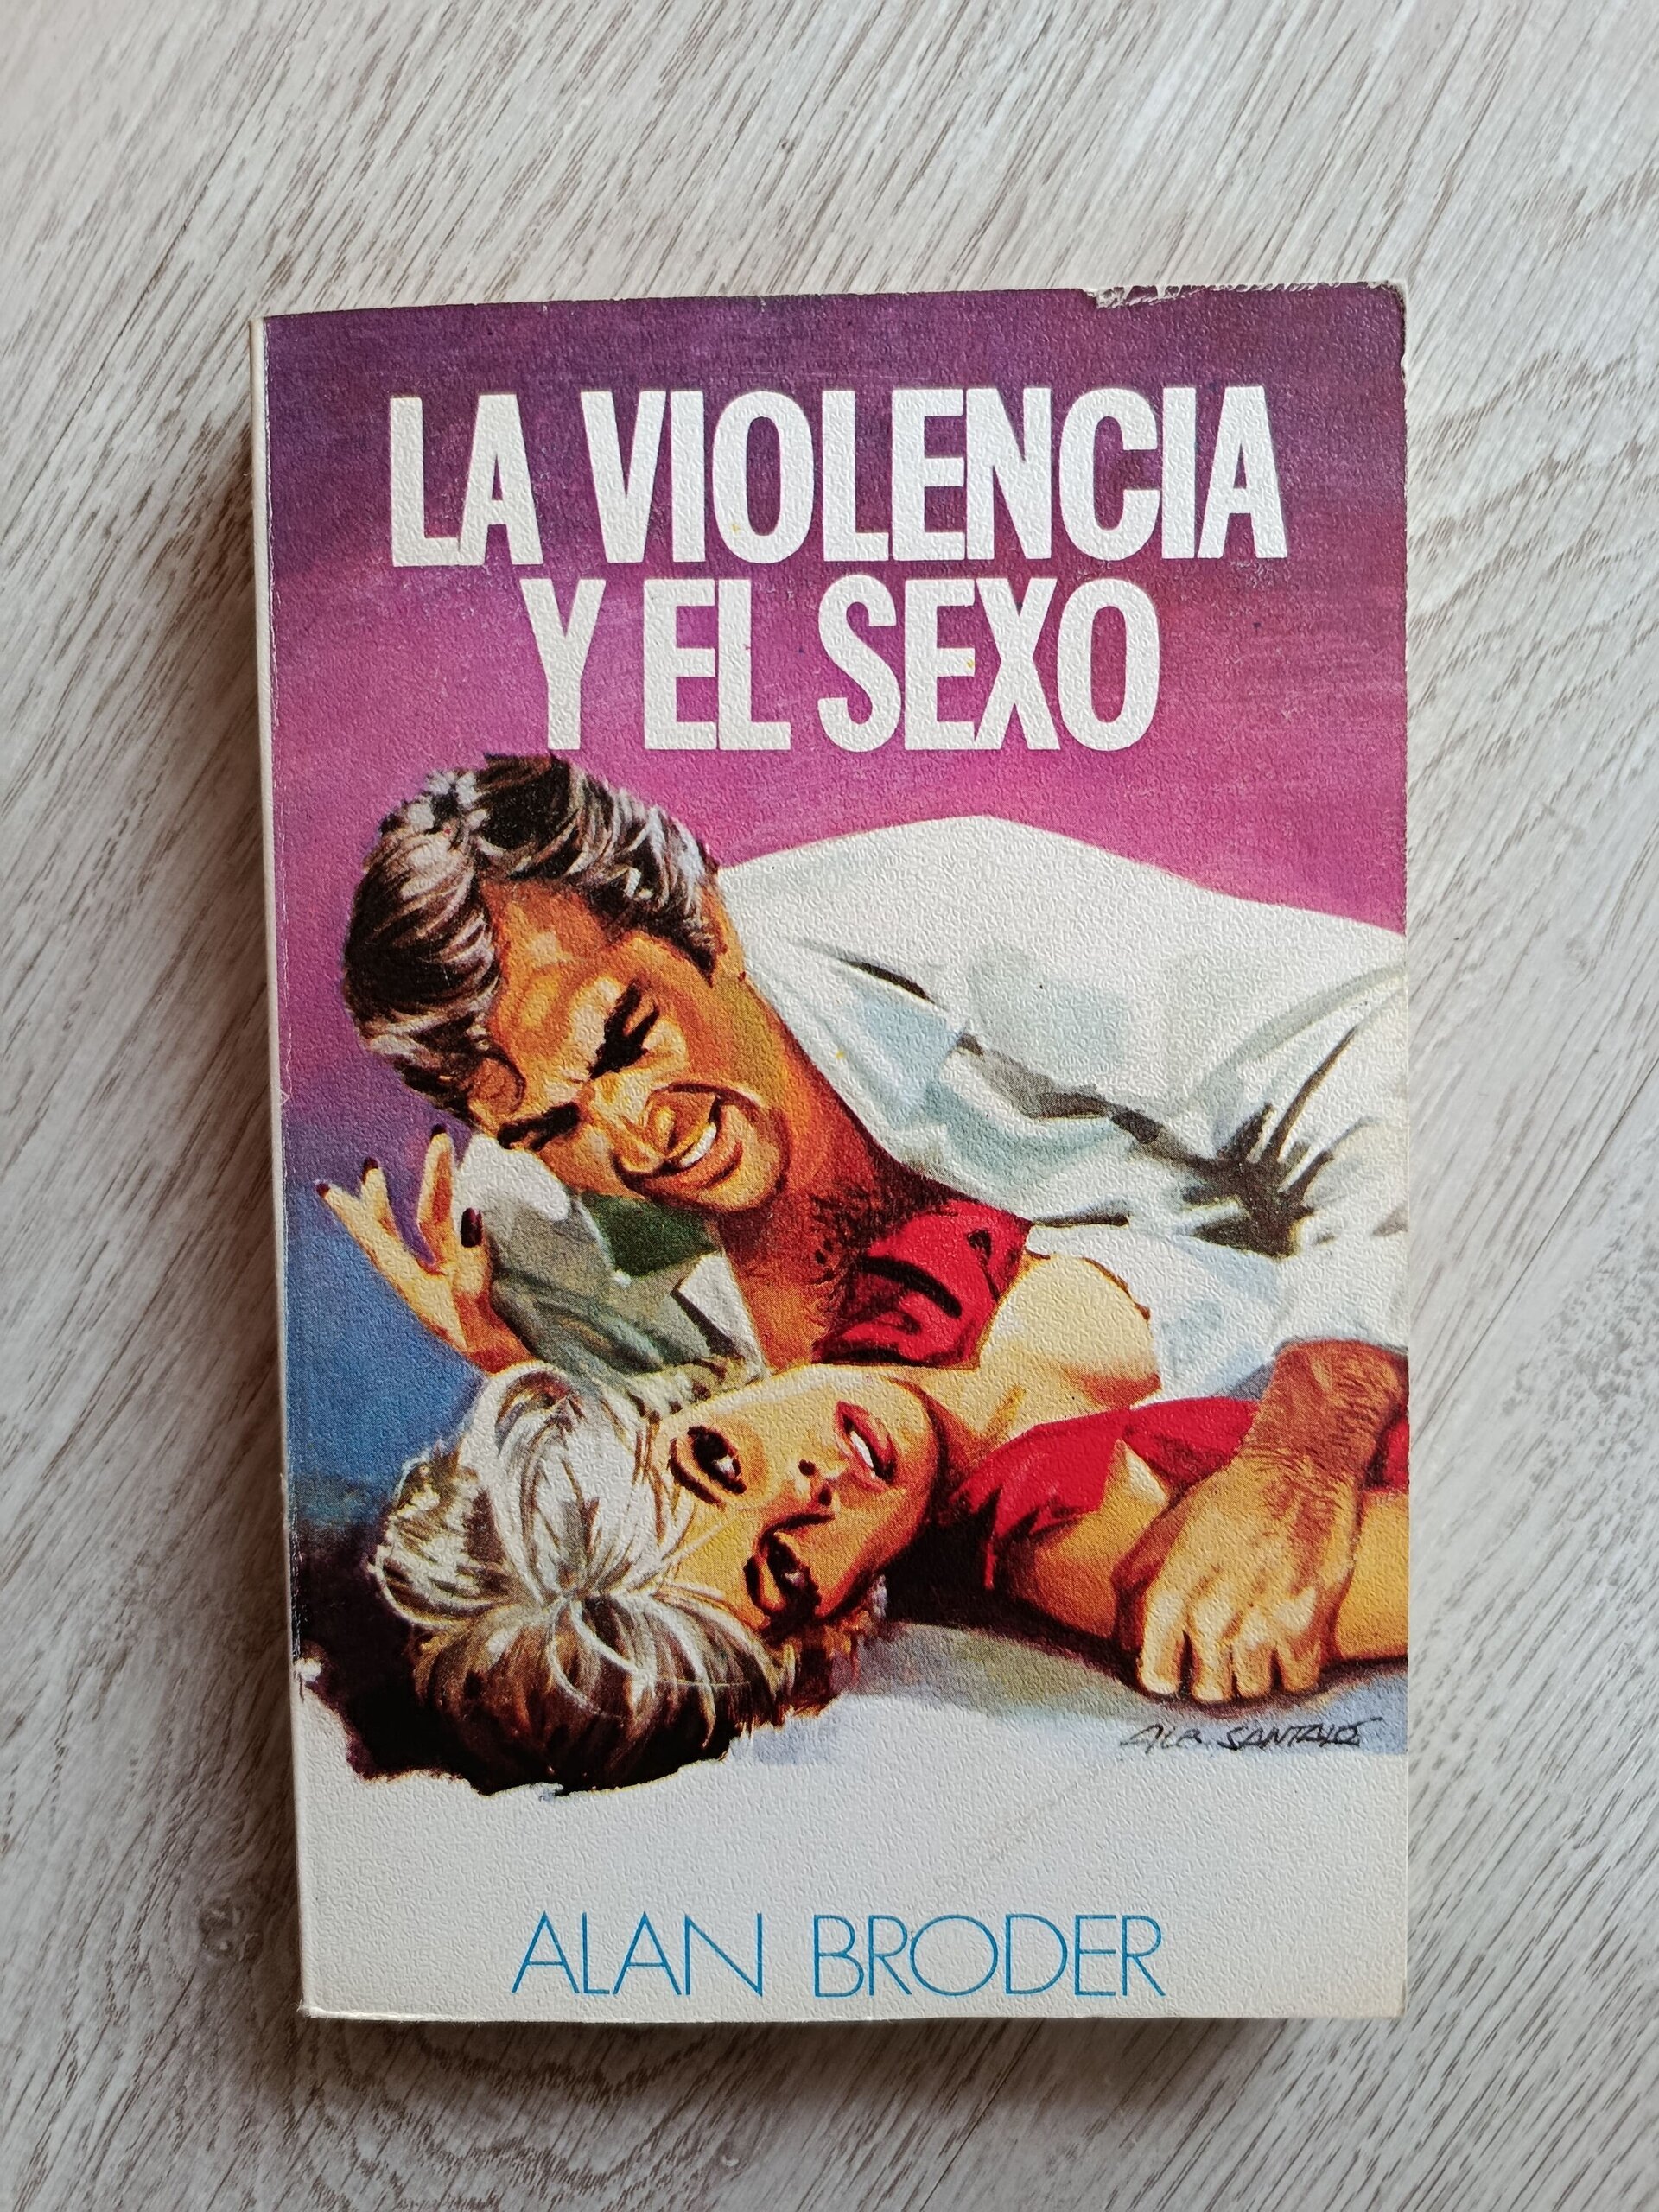 LA VIOLENCIA
Y EL SEXO
ALAN BRODER